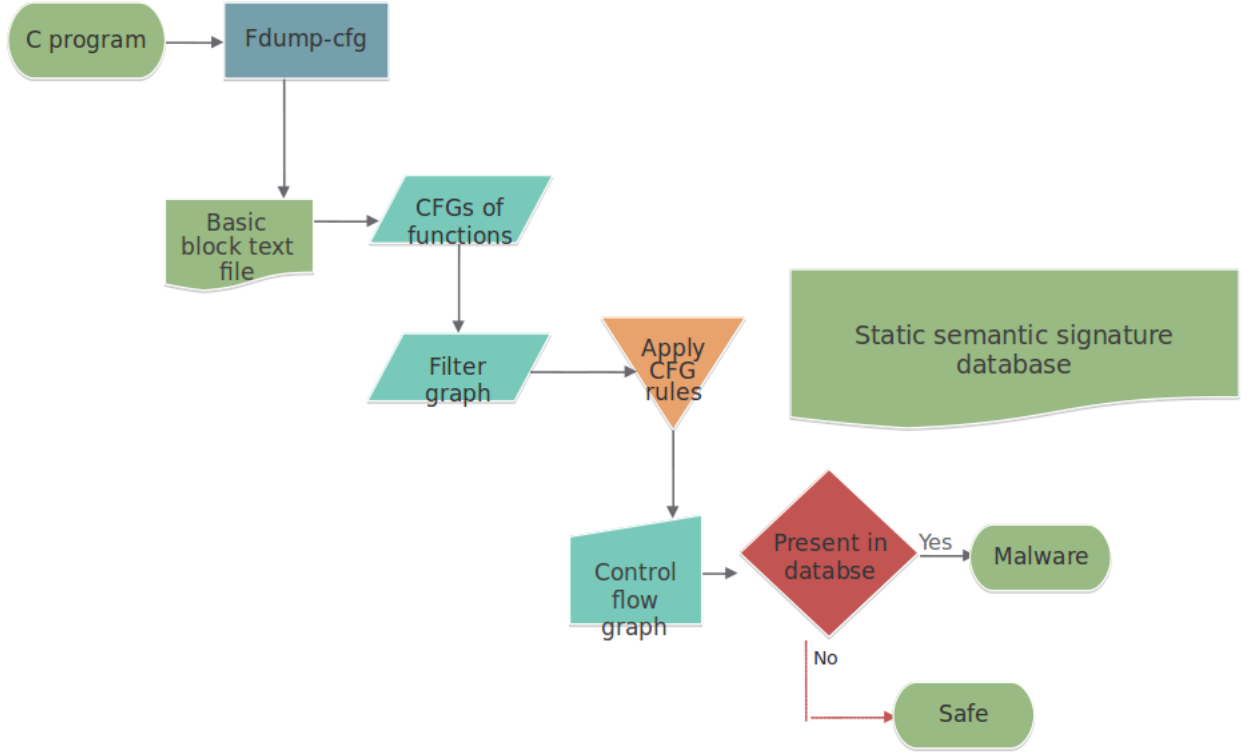 C program
Fdump-cfg
Basic
block text
file
CFGs of
functions
Filter
graph
Apply
CFG
rules
Static semantic signature
database
Control
flow
graph
Present in
databse
Yes
Malware
No
Safe